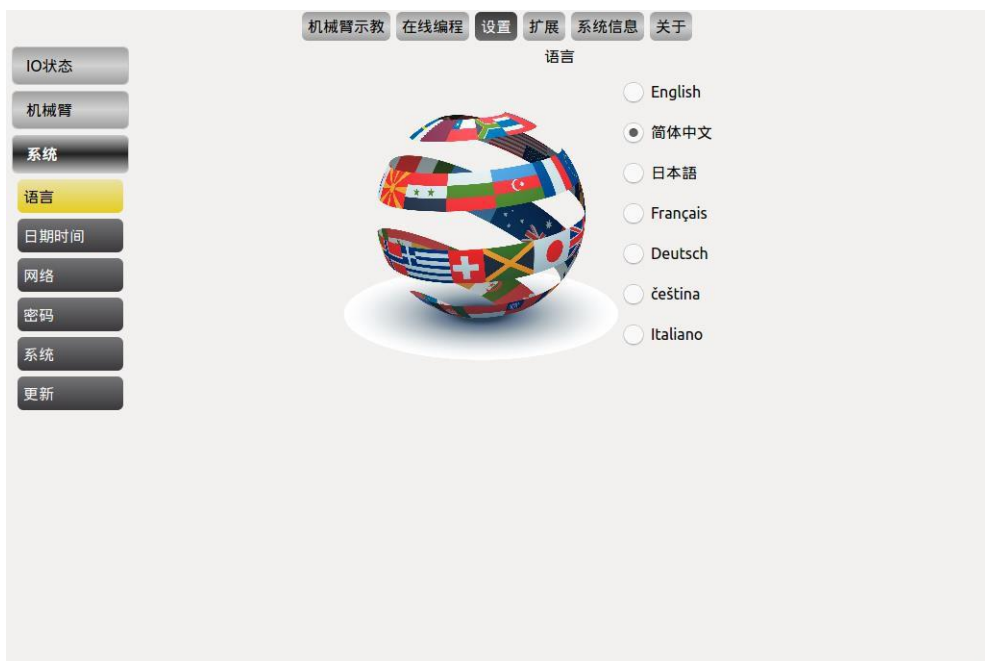 机械臂示教 在线编程 设置 扩展 系统信息 关于
语言
IO状态
机械臂
系统
语言
日期时间
网络
密码
系统
更新
English
简体中文
日本語
Français
Deutsch
čeština
Italiano